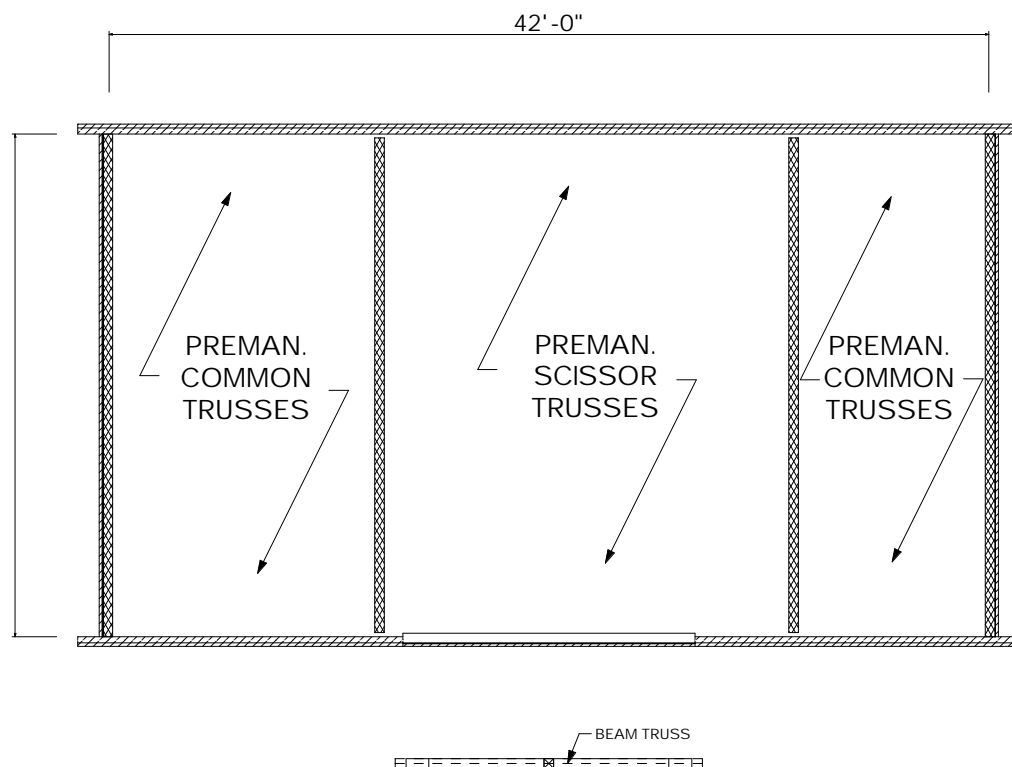 42'-0"
PREMAN.
COMMON
TRUSSES
PREMAN.
SCISSOR
TRUSSES
PREMAN.
COMMON
TRUSSES
BEAM TRUSS